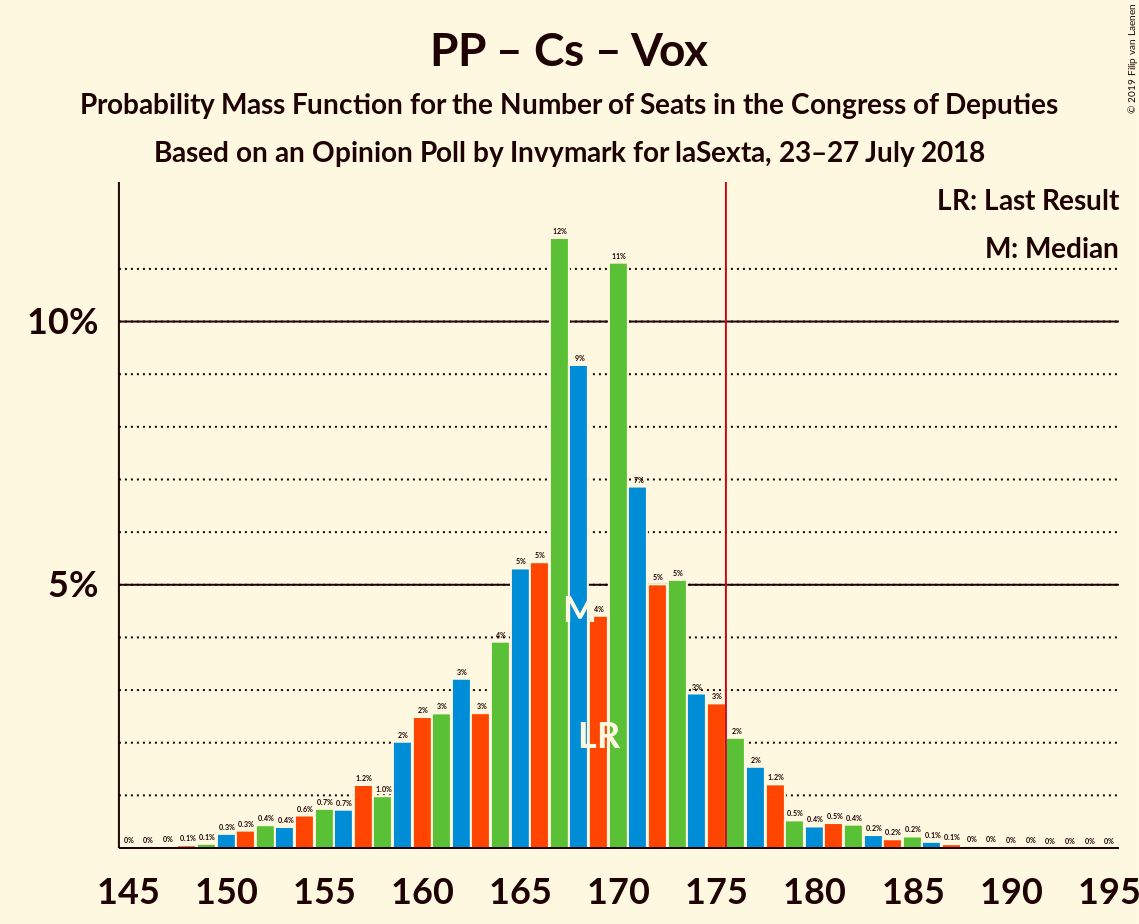 PP – Cs – Vox
Probability Mass Function for the Number of Seats in the Congress of Deputies
Based on an Opinion Poll by Invymark for laSexta, 23–27 July 2018
© 2019 Filip van Laenen
LR: Last Result
M: Median
10%
5%
0% 0% 0% 0.1% 0.1% 0.3% 0.3% 0.4% 0.4% 0.6% 0.7% 0.7% 1.2% 1.0% 2% 2% 3% 3% 3% 4% 5% 5% 12% 9% 4% 11% 7% 5% 5% 3% 3% 2% 2% 1.2% 0.5% 0.4% 0.5% 0.4% 0.2% 0.2% 0.2% 0.1% 0.1% 0% 0% 0% 0% 0% 0% 0% 0%
M
LR
145 150 155 160 165 170 175 180 185 190 195